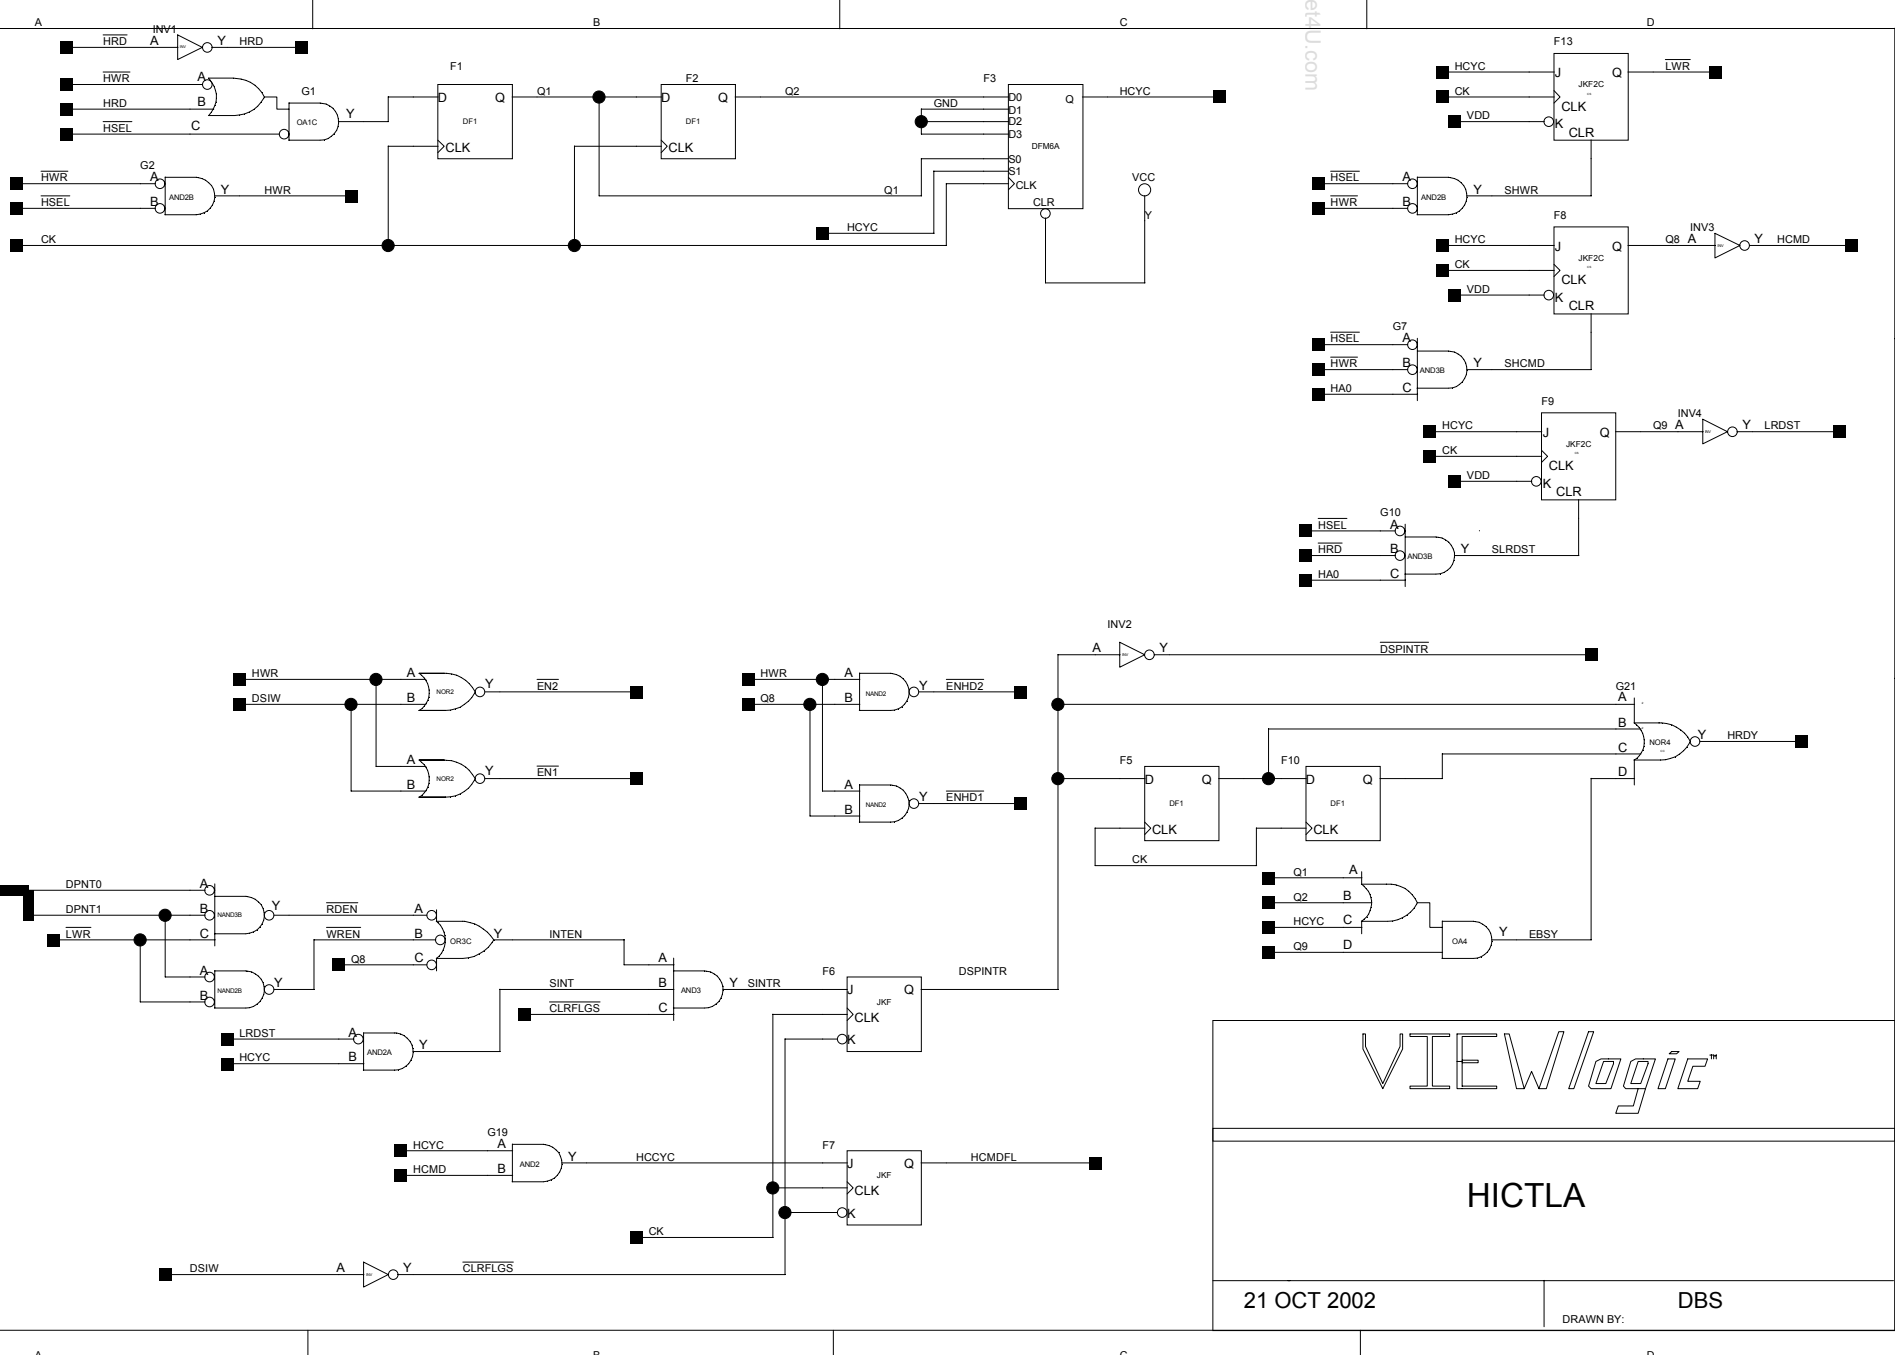 A B C D
et4U.com
INV1
HRD A Y HRD
HWR A
HRD B G1
HSEL C OA1C Y
G2
HWR A
HSEL B AND2B Y HWR
CK
F1
D Q Q1
DF1
CLK
F2
D Q Q2
DF1
CLK
F3
GND
D0 Q HCYC
D1
D2
D3
DFM6A
S0
S1
Q1
CLK
CLR
HCYC
VCC
Y
F13
HCYC J Q LWR
JKF2C
CK CLK
VDD K
CLR
HSEL A
HWR B AND2B Y SHWR
F8
HCYC J Q Q8 A INV3 Y HCMD
JKF2C
CK CLK
VDD K
CLR
G7
HSEL A
HWR B AND3B Y SHCMD
HA0 C
F9
HCYC J Q Q9 A INV4 Y LRDST
JKF2C
CK CLK
VDD K
CLR
G10
HSEL A
HRD B AND3B Y SLRDST
HA0 C
INV2
A Y DSPINTR
HWR A
DSIW B NOR2 Y EN2
A
B NOR2 Y EN1
HWR A
Q8 B NAND2 Y ENHD2
A
B NAND2 Y ENHD1
G21
A
B
C
D
NOR4 Y HRDY
F5
D Q
DF1
CLK
F10
D Q
DF1
CLK
CK
Q1 A
Q2 B
HCYC C
Q9 D OA4 Y EBSY
DPNT0 A
DPNT1 B NAND3B Y RDEN
LWR C
A
B NAND2B Y WREN
A
B OR3C Y INTEN
Q8 C
A
SINT B AND3 Y SINTR
CLRFLGS C
LRDST A
HCYC B AND2A Y
F6
J Q DSPINTR
JKF
CLK
K
G19
HCYC A
HCMD B AND2 Y HCCYC
F7
J Q HCMDFL
JKF
CLK
K
CK
DSIW A Y CLRFLGS
VIEWlogic™
HICTLA
21 OCT 2002 DBS
DRAWN BY:
A B C D